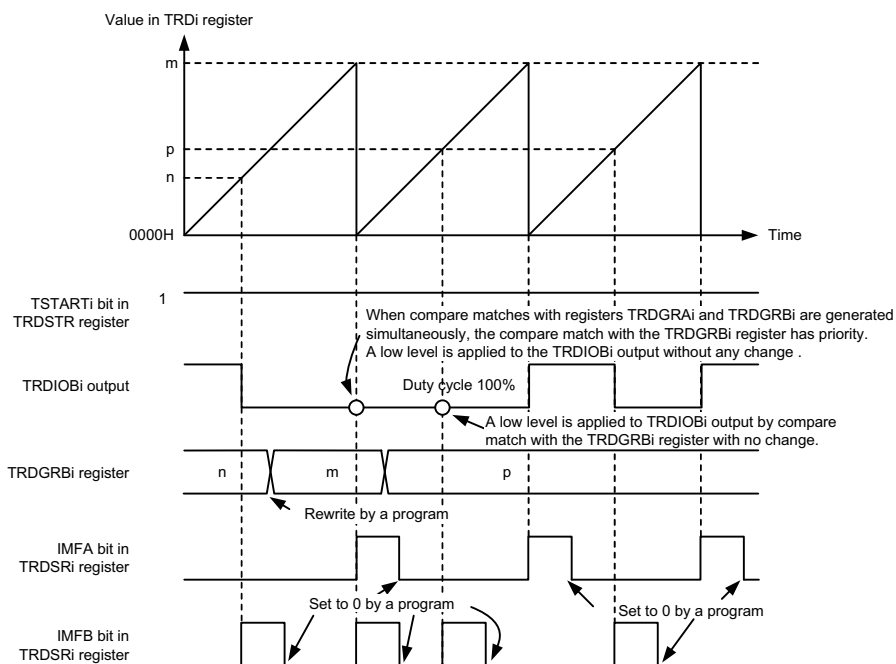 Value in TRDi register
m
p
n
0000H
Time
TSTARTi bit in
TRDSTR register
1
When compare matches with registers TRDGRAi and TRDGRBi are generated
simultaneously, the compare match with the TRDGRBi register has priority.
A low level is applied to the TRDIOBi output without any change .
TRDIOBi output
Duty cycle 100%
A low level is applied to TRDIOBi output by compare
match with the TRDGRBi register with no change.
TRDGRBi register
n
m
p
Rewrite by a program
IMFA bit in
TRDSRi register
Set to 0 by a program
Set to 0 by a program
IMFB bit in
TRDSRi register